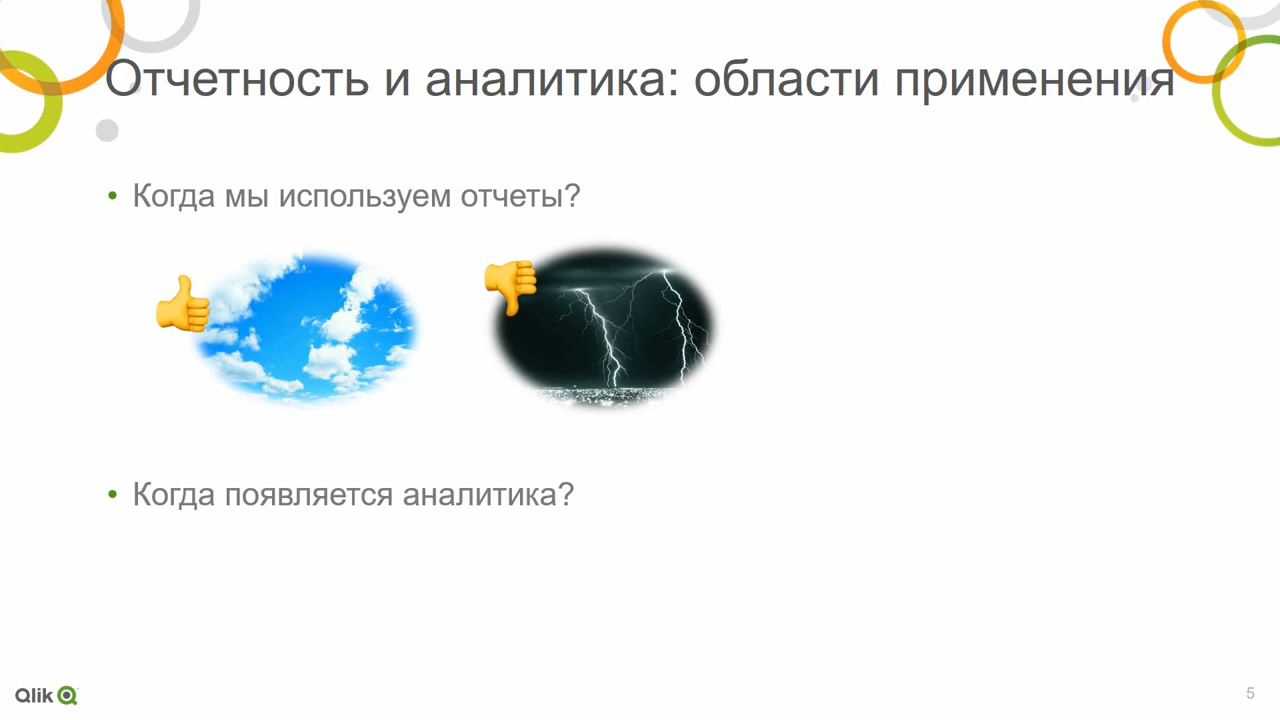 Отчетность и аналитика: области применения
• Когда мы используем отчеты?
• Когда появляется аналитика?
Qlik
5